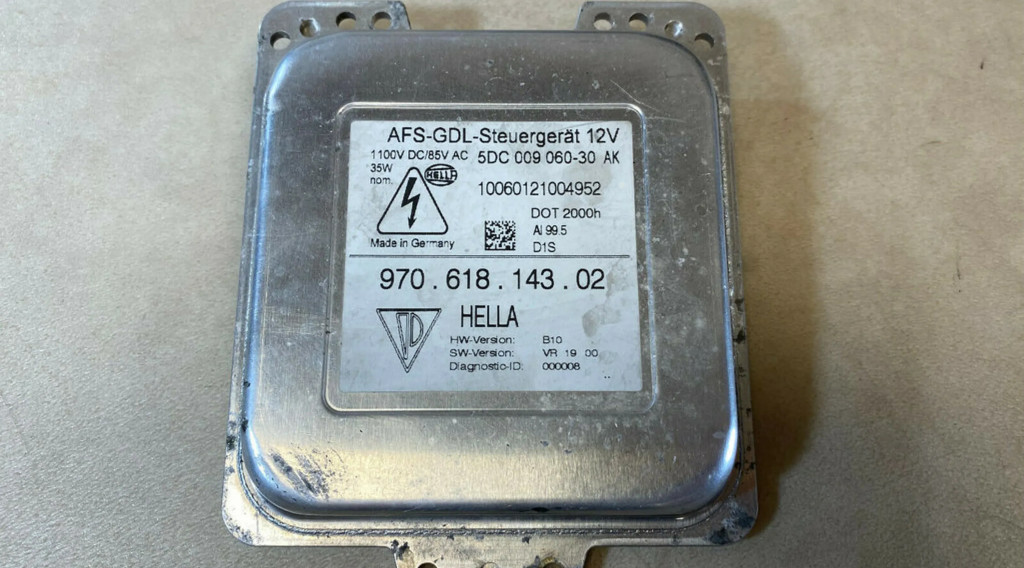 AFS-GDL-Steuergerät 12V
1100V DC/85V AC 5DC 009 060-30 AK
35W
nom.
HELLA
10060121004952
DOT 2000h
Al 99.5
D1S
Made in Germany
970.618.143.02
HELLA
HW-Version: B10
SW-Version: VR 19 00
Diagnostic-ID: 000008